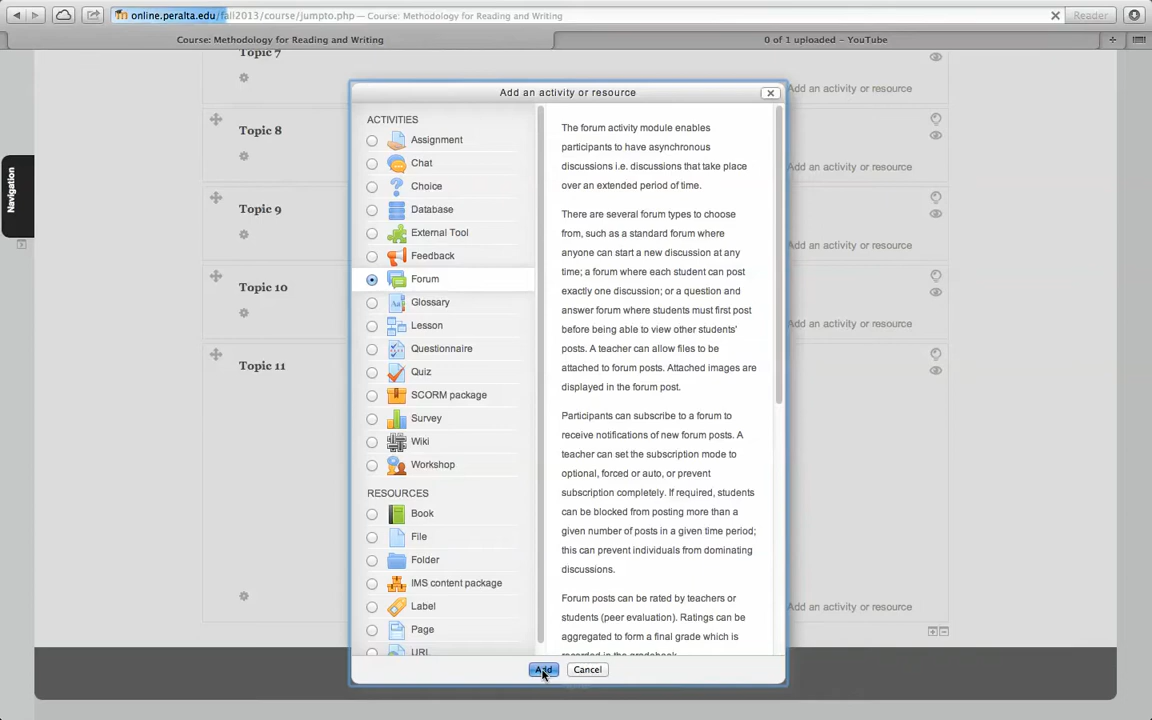 online.peralta.edu/fall2013/course/jumpto.php — Course: Methodology for Reading and Writing
Reader
Course: Methodology for Reading and Writing
0 of 1 uploaded – YouTube
Navigation
Topic 7
Add an activity or resource
Topic 8
Add an activity or resource
Topic 9
Add an activity or resource
Topic 10
Add an activity or resource
Topic 11
Add an activity or resource
Add an activity or resource
ACTIVITIES
Assignment
Chat
Choice
Database
External Tool
Feedback
Forum
Glossary
Lesson
Questionnaire
Quiz
SCORM package
Survey
Wiki
Workshop
RESOURCES
Book
File
Folder
IMS content package
Label
Page
URL
The forum activity module enables
participants to have asynchronous
discussions i.e. discussions that take place
over an extended period of time.
There are several forum types to choose
from, such as a standard forum where
anyone can start a new discussion at any
time; a forum where each student can post
exactly one discussion; or a question and
answer forum where students must first post
before being able to view other students'
posts. A teacher can allow files to be
attached to forum posts. Attached images are
displayed in the forum post.
Participants can subscribe to a forum to
receive notifications of new forum posts. A
teacher can set the subscription mode to
optional, forced or auto, or prevent
subscription completely. If required, students
can be blocked from posting more than a
given number of posts in a given time period;
this can prevent individuals from dominating
discussions.
Forum posts can be rated by teachers or
students (peer evaluation). Ratings can be
aggregated to form a final grade which is
recorded in the gradebook.
Add
Cancel